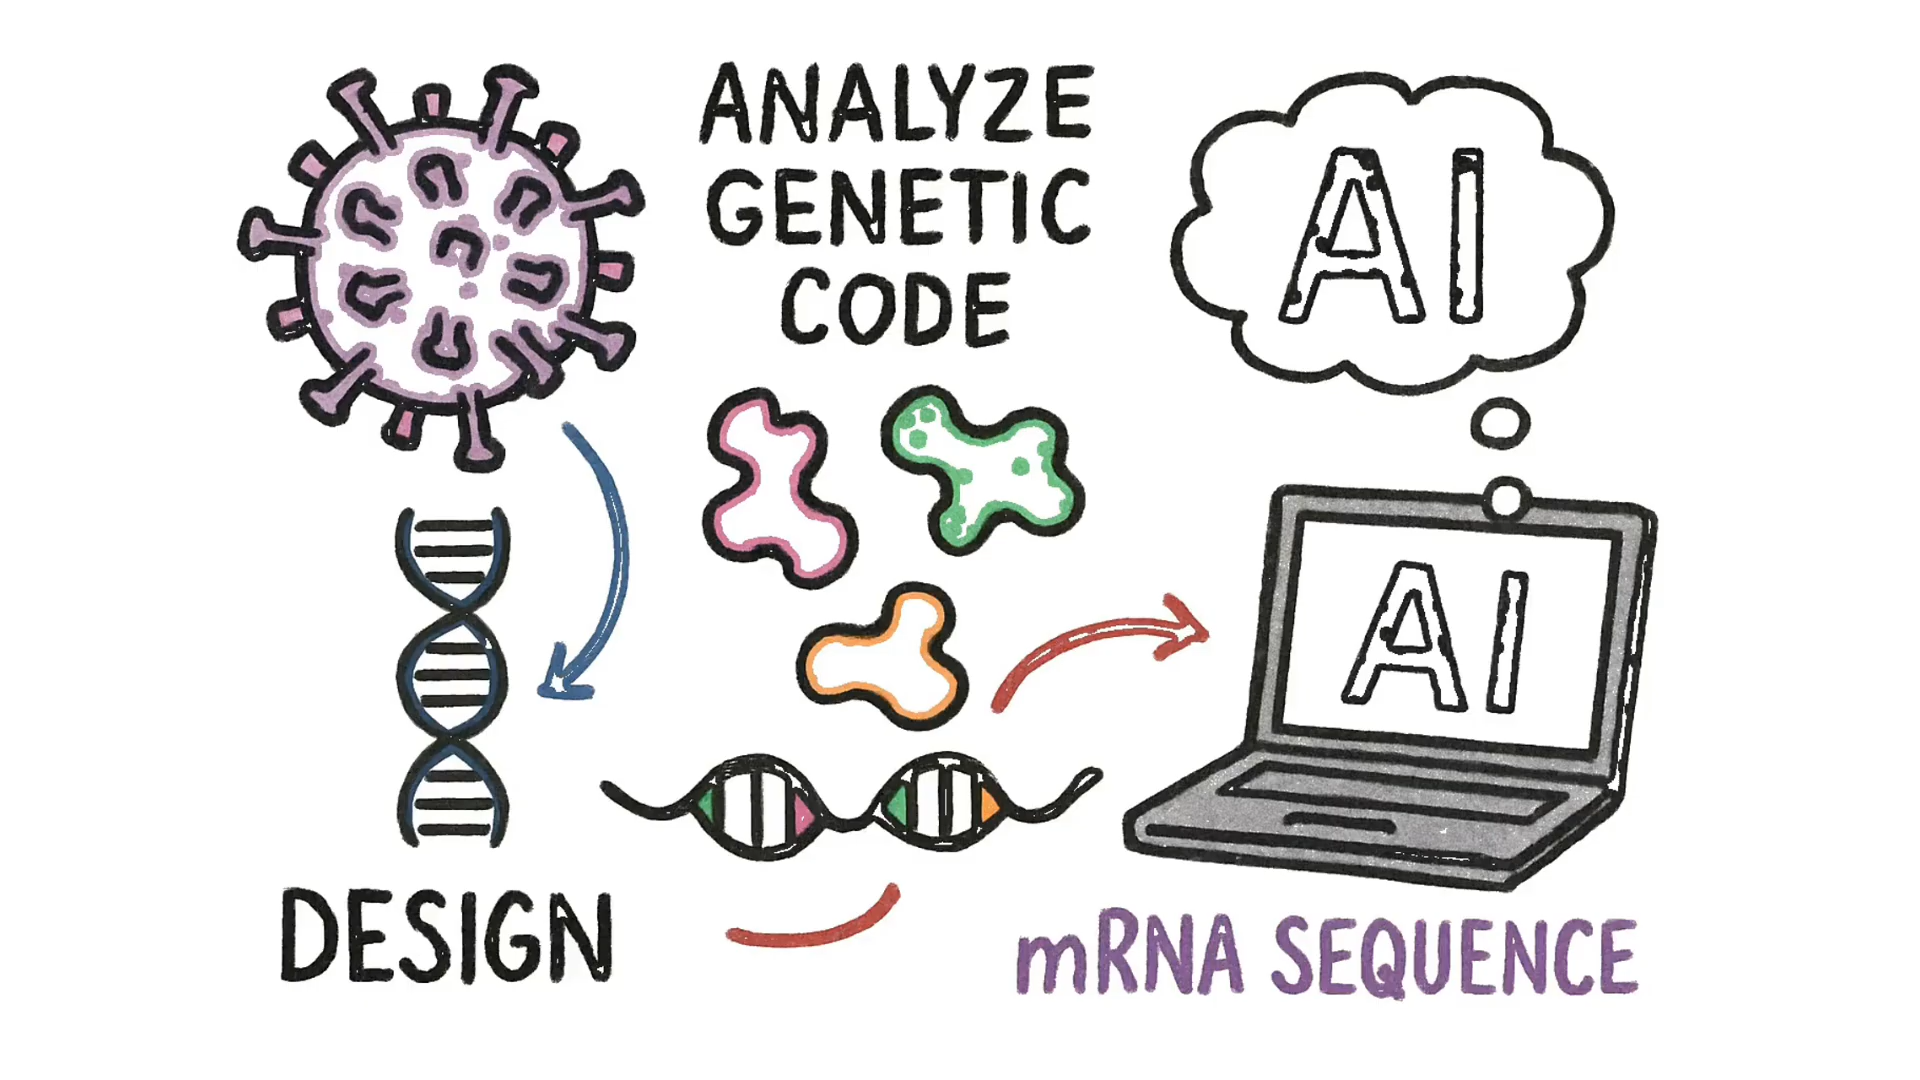 ANALYZE
GENETIC
CODE
AI
AI
DESIGN
mRNA SEQUENCE